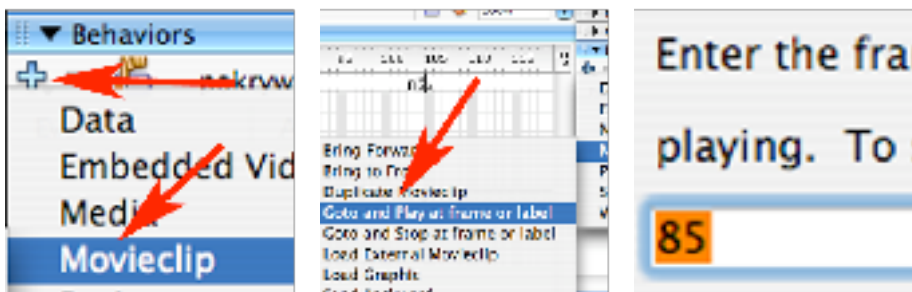 Behaviors
Data
Embedded Vid
Media
Movieclip
Bring Forward
Bring to Fro
Duplicate Movieclip
Goto and Play at frame or label
Goto and Stop at frame or label
Load External Movieclip
Load Graphic
Enter the fra
playing. To
85